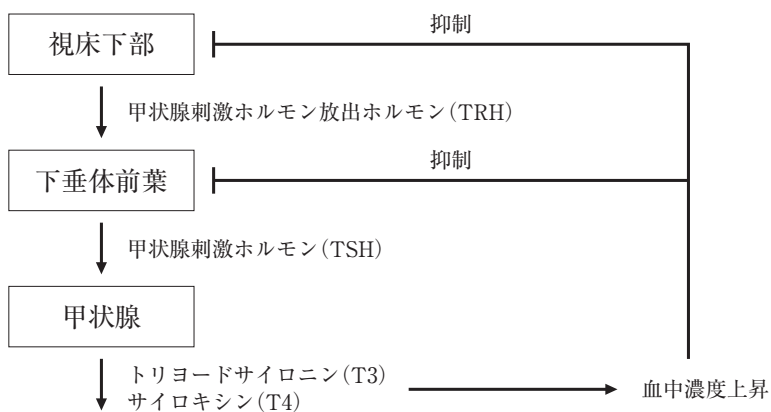 抑制
視床下部
甲状腺刺激ホルモン放出ホルモン(TRH)
抑制
下垂体前葉
甲状腺刺激ホルモン(TSH)
甲状腺
トリヨードサイロニン(T3)
サイロキシン(T4)
血中濃度上昇